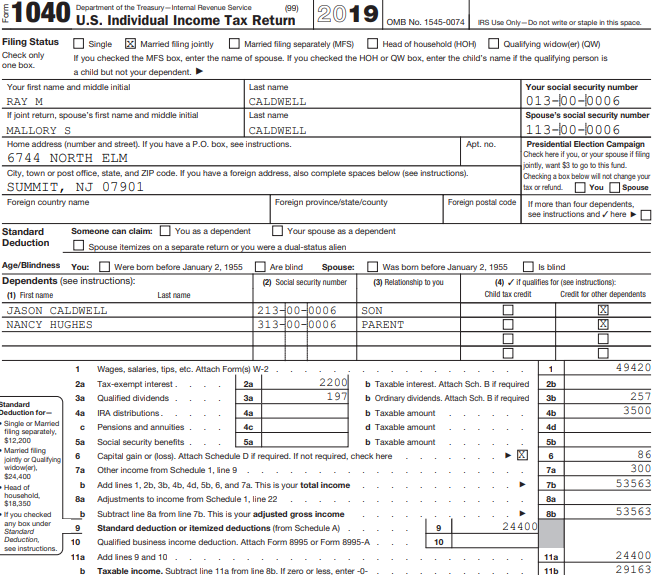 Form 1040 Department of the Treasury—Internal Revenue Service (99) U.S. Individual Income Tax Return 2019 OMB No. 1545-0074 IRS Use Only—Do not write or staple in this space.
Filing Status Single X Married filing jointly Married filing separately (MFS) Head of household (HOH) Qualifying widow(er) (QW)
Check only one box. If you checked the MFS box, enter the name of spouse. If you checked the HOH or QW box, enter the child's name if the qualifying person is
a child but not your dependent. ▶
Your first name and middle initial Last name Your social security number
RAY M CALDWELL 013-00-0006
If joint return, spouse's first name and middle initial Last name Spouse's social security number
MALLORY S CALDWELL 113-00-0006
Home address (number and street). If you have a P.O. box, see instructions. Apt. no.
6744 NORTH ELM
Presidential Election Campaign
Check here if you, or your spouse if filing
jointly, want $3 to go to this fund.
Checking a box below will not change your
tax or refund. You Spouse
City, town or post office, state, and ZIP code. If you have a foreign address, also complete spaces below (see instructions).
SUMMIT, NJ 07901
Foreign country name Foreign province/state/county Foreign postal code
If more than four dependents,
see instructions and ✓ here ▶
Standard Deduction
Someone can claim: You as a dependent Your spouse as a dependent
Spouse itemizes on a separate return or you were a dual-status alien
Age/Blindness You: Were born before January 2, 1955 Are blind Spouse: Was born before January 2, 1955 Is blind
Dependents (see instructions): (2) Social security number (3) Relationship to you (4) ✓ if qualifies for (see instructions):
(1) First name Last name Child tax credit Credit for other dependents
JASON CALDWELL 213-00-0006 SON X
NANCY HUGHES 313-00-0006 PARENT X
1 Wages, salaries, tips, etc. Attach Form(s) W-2 1 49420
2a Tax-exempt interest 2a 2200 b Taxable interest. Attach Sch. B if required 2b
3a Qualified dividends 3a 197 b Ordinary dividends. Attach Sch. B if required 3b 257
4a IRA distributions 4a b Taxable amount 4b 3500
c Pensions and annuities 4c d Taxable amount 4d
5a Social security benefits 5a b Taxable amount 5b
6 Capital gain or (loss). Attach Schedule D if required. If not required, check here ▶ X 6 86
7a Other income from Schedule 1, line 9 7a 300
b Add lines 1, 2b, 3b, 4b, 4d, 5b, 6, and 7a. This is your total income ▶ 7b 53563
8a Adjustments to income from Schedule 1, line 22 8a
b Subtract line 8a from line 7b. This is your adjusted gross income ▶ 8b 53563
9 Standard deduction or itemized deductions (from Schedule A) 9 24400
10 Qualified business income deduction. Attach Form 8995 or Form 8995-A 10
11a Add lines 9 and 10 11a 24400
b Taxable income. Subtract line 11a from line 8b. If zero or less, enter -0- 11b 29163
Standard
Deduction for—
• Single or Married
filing separately,
$12,200
• Married filing
jointly or Qualifying
widow(er),
$24,400
• Head of
household,
$18,350
• If you checked
any box under
Standard
Deduction,
see instructions.